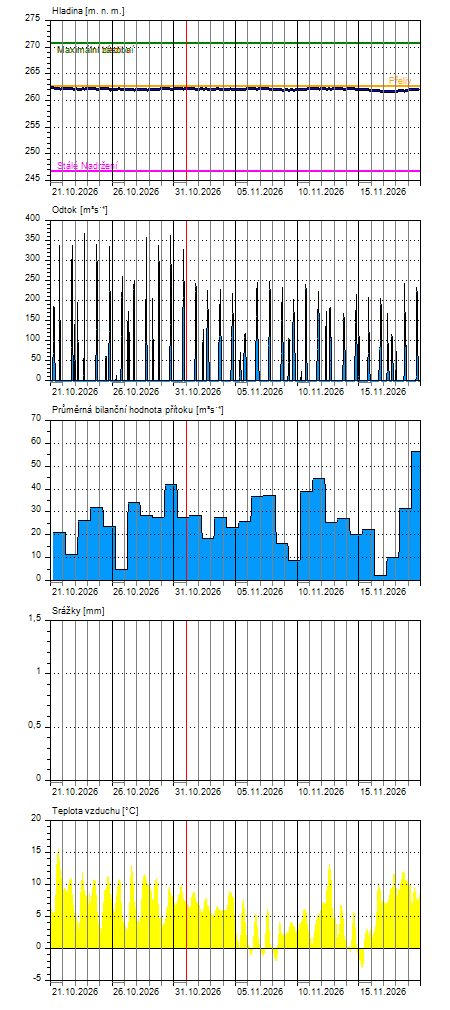 Hladina [m. n. m.]
275
270
Maximální
265
Přeliv
260
255
250
Stálé Nadržení
245
21.10.2026 26.10.2026 31.10.2026 05.11.2026 10.11.2026 15.11.2026
Odtok [m³s⁻¹]
400
350
300
250
200
150
100
50
0
21.10.2026 26.10.2026 31.10.2026 05.11.2026 10.11.2026 15.11.2026
Průměrná bilanční hodnota přítoku [m³s⁻¹]
70
60
50
40
30
20
10
0
21.10.2026 26.10.2026 31.10.2026 05.11.2026 10.11.2026 15.11.2026
Srážky [mm]
1,5
1
0,5
0
21.10.2026 26.10.2026 31.10.2026 05.11.2026 10.11.2026 15.11.2026
Teplota vzduchu [°C]
20
15
10
5
0
-5
21.10.2026 26.10.2026 31.10.2026 05.11.2026 10.11.2026 15.11.2026